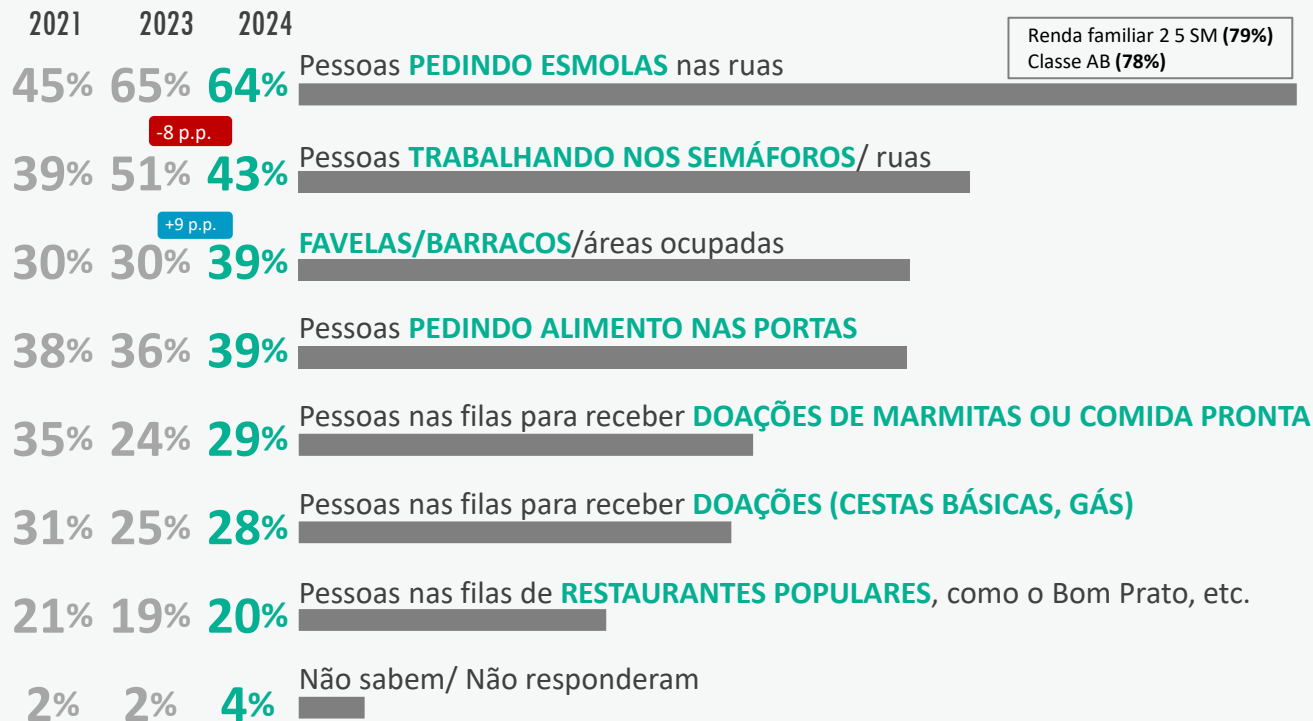 2021 2023 2024
Renda familiar 2 5 SM (79%)
Classe AB (78%)
45% 65% 64% Pessoas PEDINDO ESMOLAS nas ruas
-8 p.p.
39% 51% 43% Pessoas TRABALHANDO NOS SEMÁFOROS/ ruas
+9 p.p.
30% 30% 39% FAVELAS/BARRACOS/áreas ocupadas
38% 36% 39% Pessoas PEDINDO ALIMENTO NAS PORTAS
35% 24% 29% Pessoas nas filas para receber DOAÇÕES DE MARMITAS OU COMIDA PRONTA
31% 25% 28% Pessoas nas filas para receber DOAÇÕES (CESTAS BÁSICAS, GÁS)
21% 19% 20% Pessoas nas filas de RESTAURANTES POPULARES, como o Bom Prato, etc.
2% 2% 4% Não sabem/ Não responderam